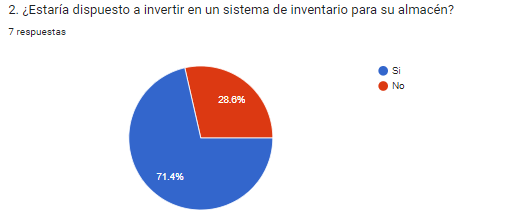 2. ¿Estaría dispuesto a invertir en un sistema de inventario para su almacén?
7 respuestas
Si
No
28.6%
71.4%